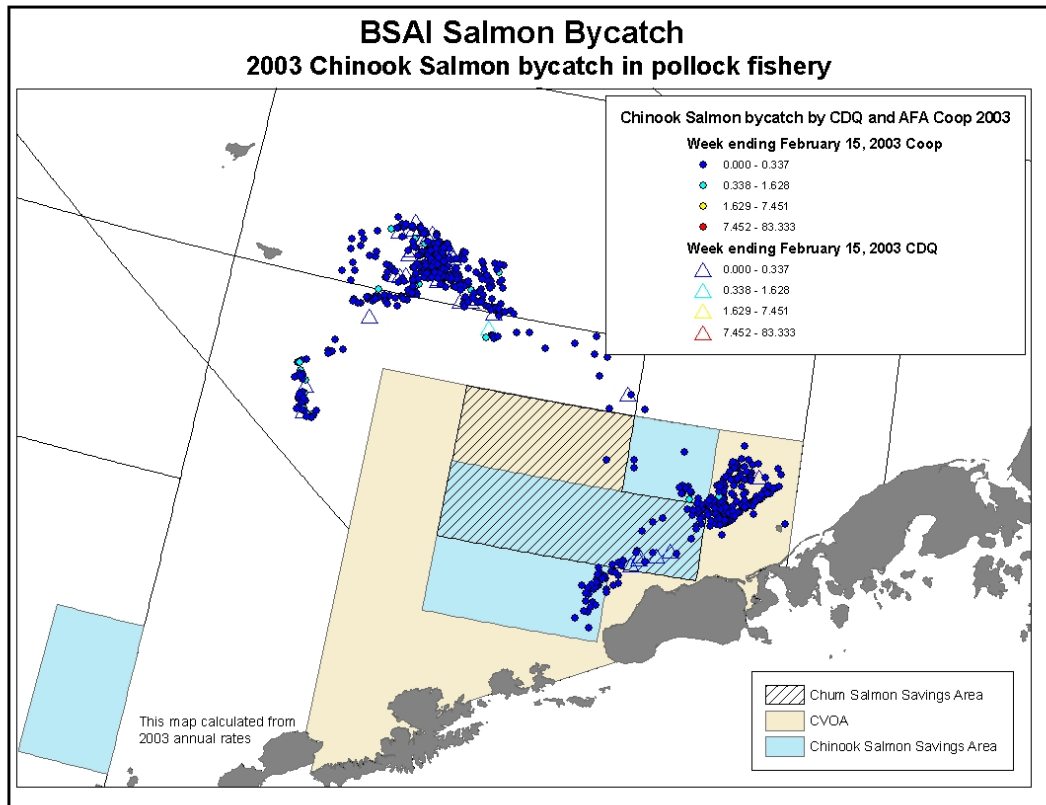 BSAI Salmon Bycatch
2003 Chinook Salmon bycatch in pollock fishery
Chinook Salmon bycatch by CDQ and AFA Coop 2003
Week ending February 15, 2003 Coop
0.000 - 0.337
0.338 - 1.628
1.629 - 7.451
7.452 - 83.333
Week ending February 15, 2003 CDQ
0.000 - 0.337
0.338 - 1.628
1.629 - 7.451
7.452 - 83.333
This map calculated from
2003 annual rates
Chum Salmon Savings Area
CVOA
Chinook Salmon Savings Area